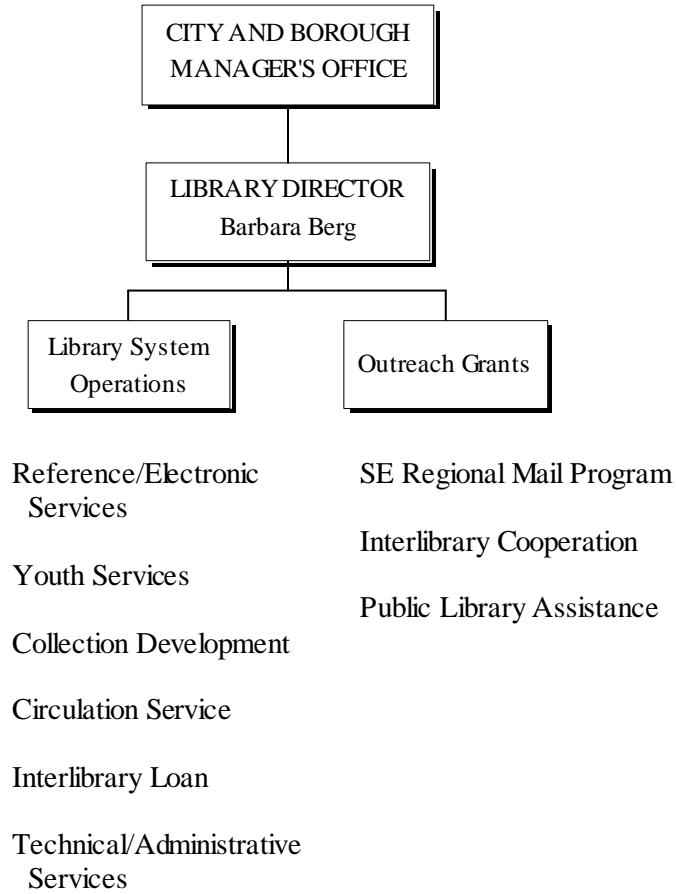 CITY AND BOROUGH
MANAGER'S OFFICE
LIBRARY DIRECTOR
Barbara Berg
Library System
Operations
Outreach Grants
Reference/Electronic
Services
Youth Services
Collection Development
Circulation Service
Interlibrary Loan
Technical/Administrative
Services
SE Regional Mail Program
Interlibrary Cooperation
Public Library Assistance